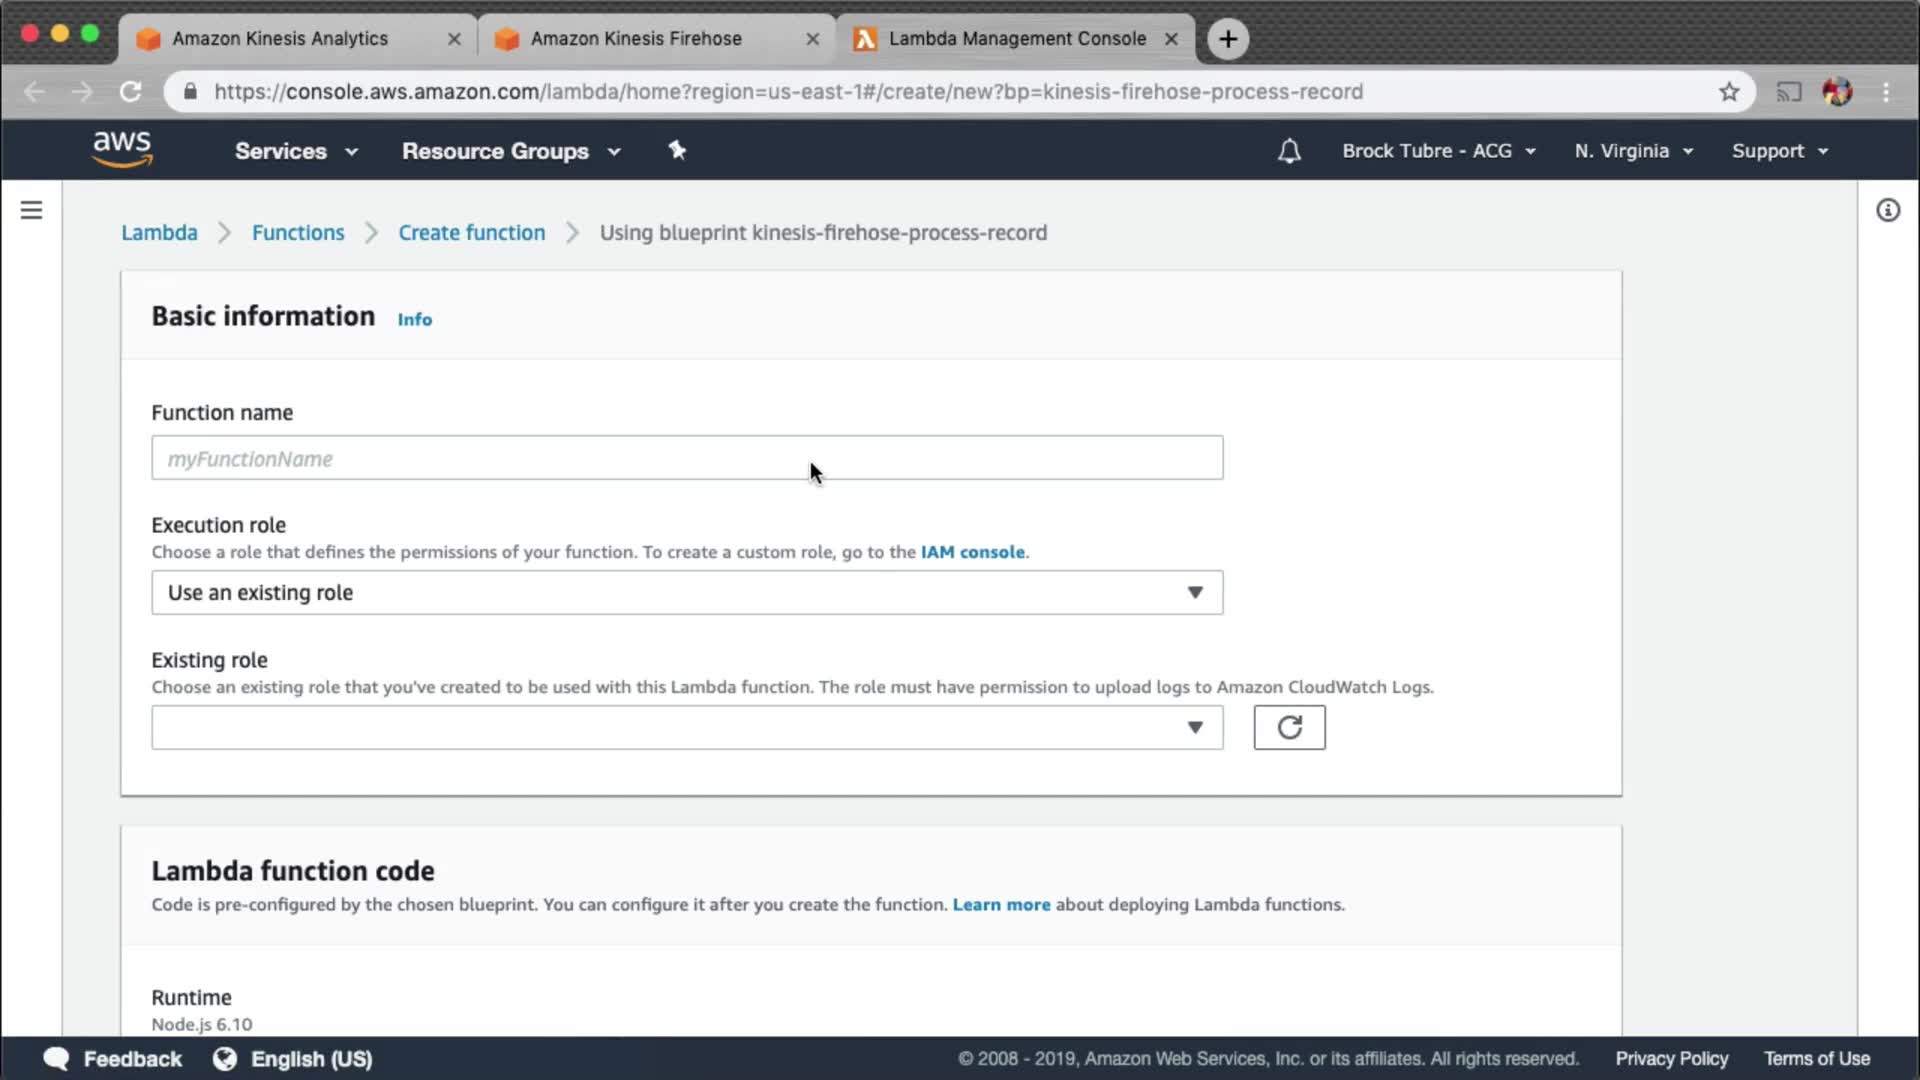 Amazon Kinesis Analytics
Amazon Kinesis Firehose
Lambda Management Console
https://console.aws.amazon.com/lambda/home?region=us-east-1#/create/new?bp=kinesis-firehose-process-record
aws
Services
Resource Groups
Brock Tubre - ACG
N. Virginia
Support
Lambda
Functions
Create function
Using blueprint kinesis-firehose-process-record
Basic information
Info
Function name
myFunctionName
Execution role
Choose a role that defines the permissions of your function. To create a custom role, go to the IAM console.
Use an existing role
Existing role
Choose an existing role that you've created to be used with this Lambda function. The role must have permission to upload logs to Amazon CloudWatch Logs.
Lambda function code
Code is pre-configured by the chosen blueprint. You can configure it after you create the function. Learn more about deploying Lambda functions.
Runtime
Node.js 6.10
Feedback
English (US)
© 2008 - 2019, Amazon Web Services, Inc. or its affiliates. All rights reserved.
Privacy Policy
Terms of Use